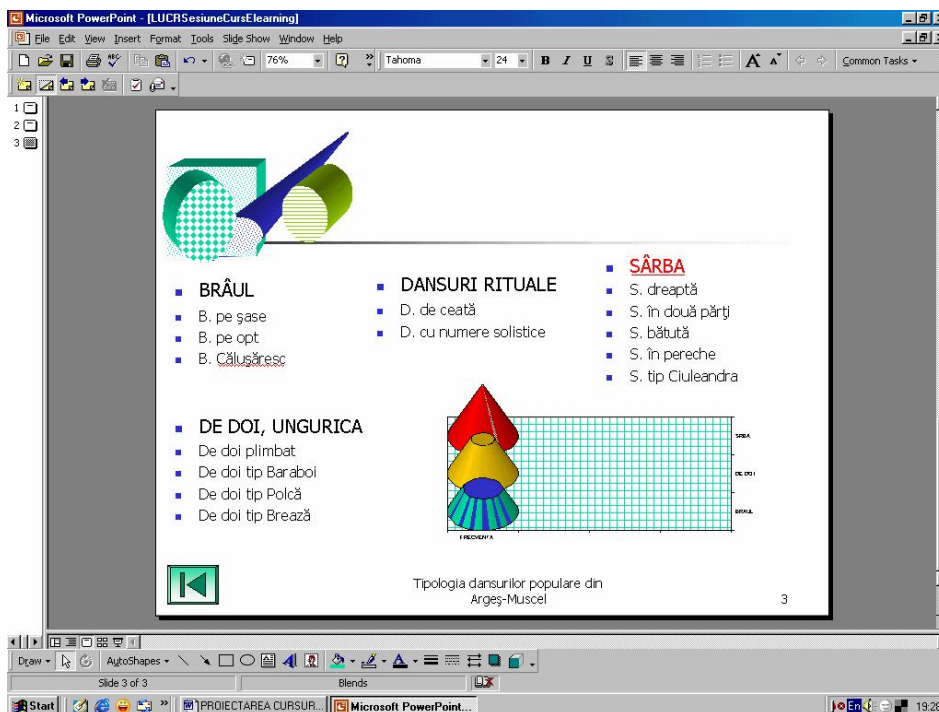 Microsoft PowerPoint - [LUCRSesiuneCursElearning]
File Edit View Insert Format Tools Slide Show Window Help
76% Tahoma 24 B I U S Common Tasks
1
2
3
BRÂUL
B. pe şase
B. pe opt
B. Căluşăresc
DANSURI RITUALE
D. de ceată
D. cu numere solistice
SÂRBA
S. dreaptă
S. în două părţi
S. bătută
S. în pereche
S. tip Ciuleandra
DE DOI, UNGURICA
De doi plimbat
De doi tip Baraboi
De doi tip Polcă
De doi tip Brează
SÂRBA
DE DOI
BRÂUL
FRECVENTA
Tipologia dansurilor populare din
Argeş-Muscel
3
Draw AutoShapes
Slide 3 of 3 Blends
Start PROIECTAREA CURSUR... Microsoft PowerPoint... En 19:28